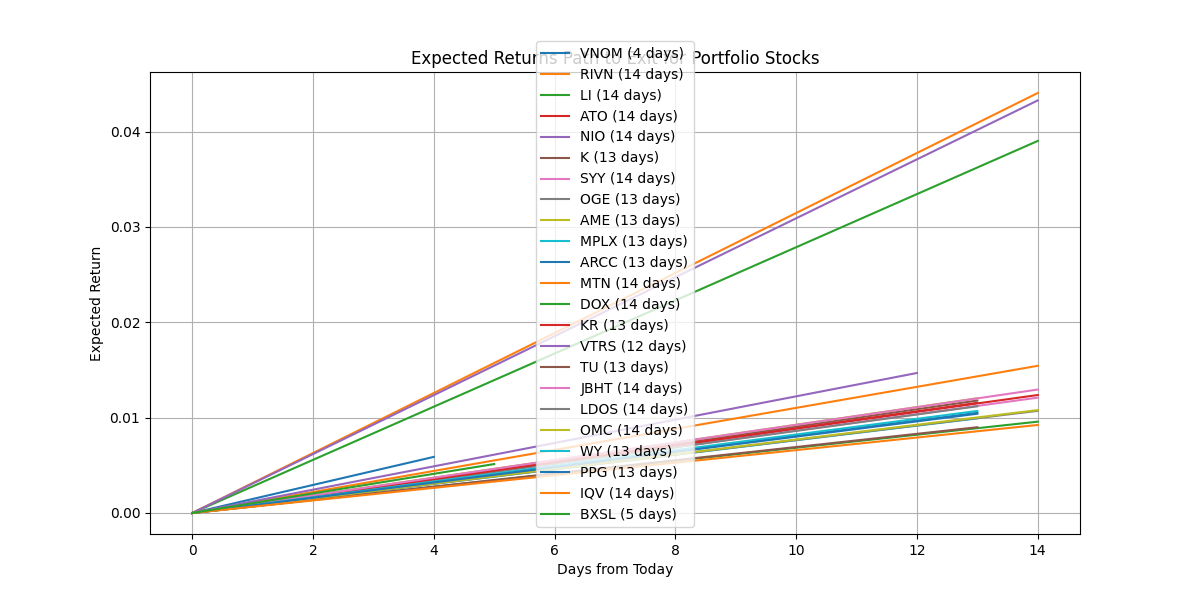 Expected Returns Path to Exit for Portfolio Stocks
VNOM (4 days)
RIVN (14 days)
LI (14 days)
ATO (14 days)
NIO (14 days)
K (13 days)
SYY (14 days)
OGE (13 days)
AME (13 days)
MPLX (13 days)
ARCC (13 days)
MTN (14 days)
DOX (14 days)
KR (13 days)
VTRS (12 days)
TU (13 days)
JBHT (14 days)
LDOS (14 days)
OMC (14 days)
WY (13 days)
PPG (13 days)
IQV (14 days)
BXSL (5 days)
Expected Return
0.04
0.03
0.02
0.01
0.00
0 2 4 6 8 10 12 14
Days from Today